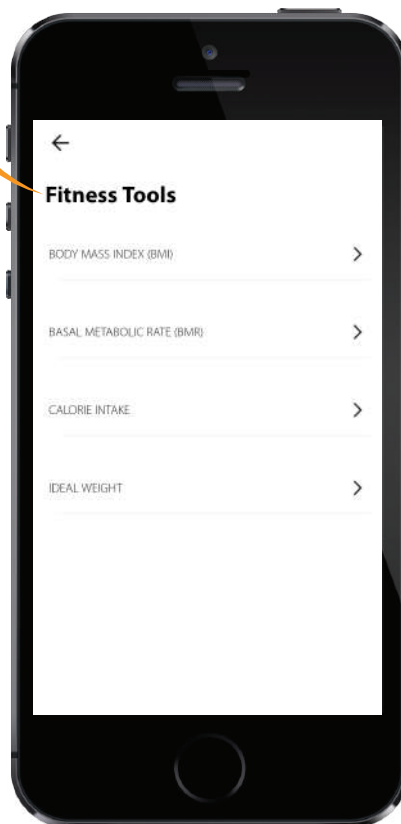 Fitness Tools
BODY MASS INDEX (BMI)
BASAL METABOLIC RATE (BMR)
CALORIE INTAKE
IDEAL WEIGHT